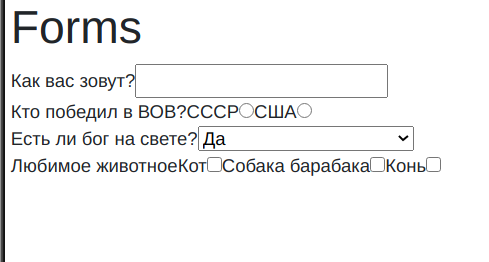 Forms
Как вас зовут?
Кто победил в ВОВ?СССРСША
Есть ли бог на свете?Да
Любимое животноеКотСобака барабакаКонь